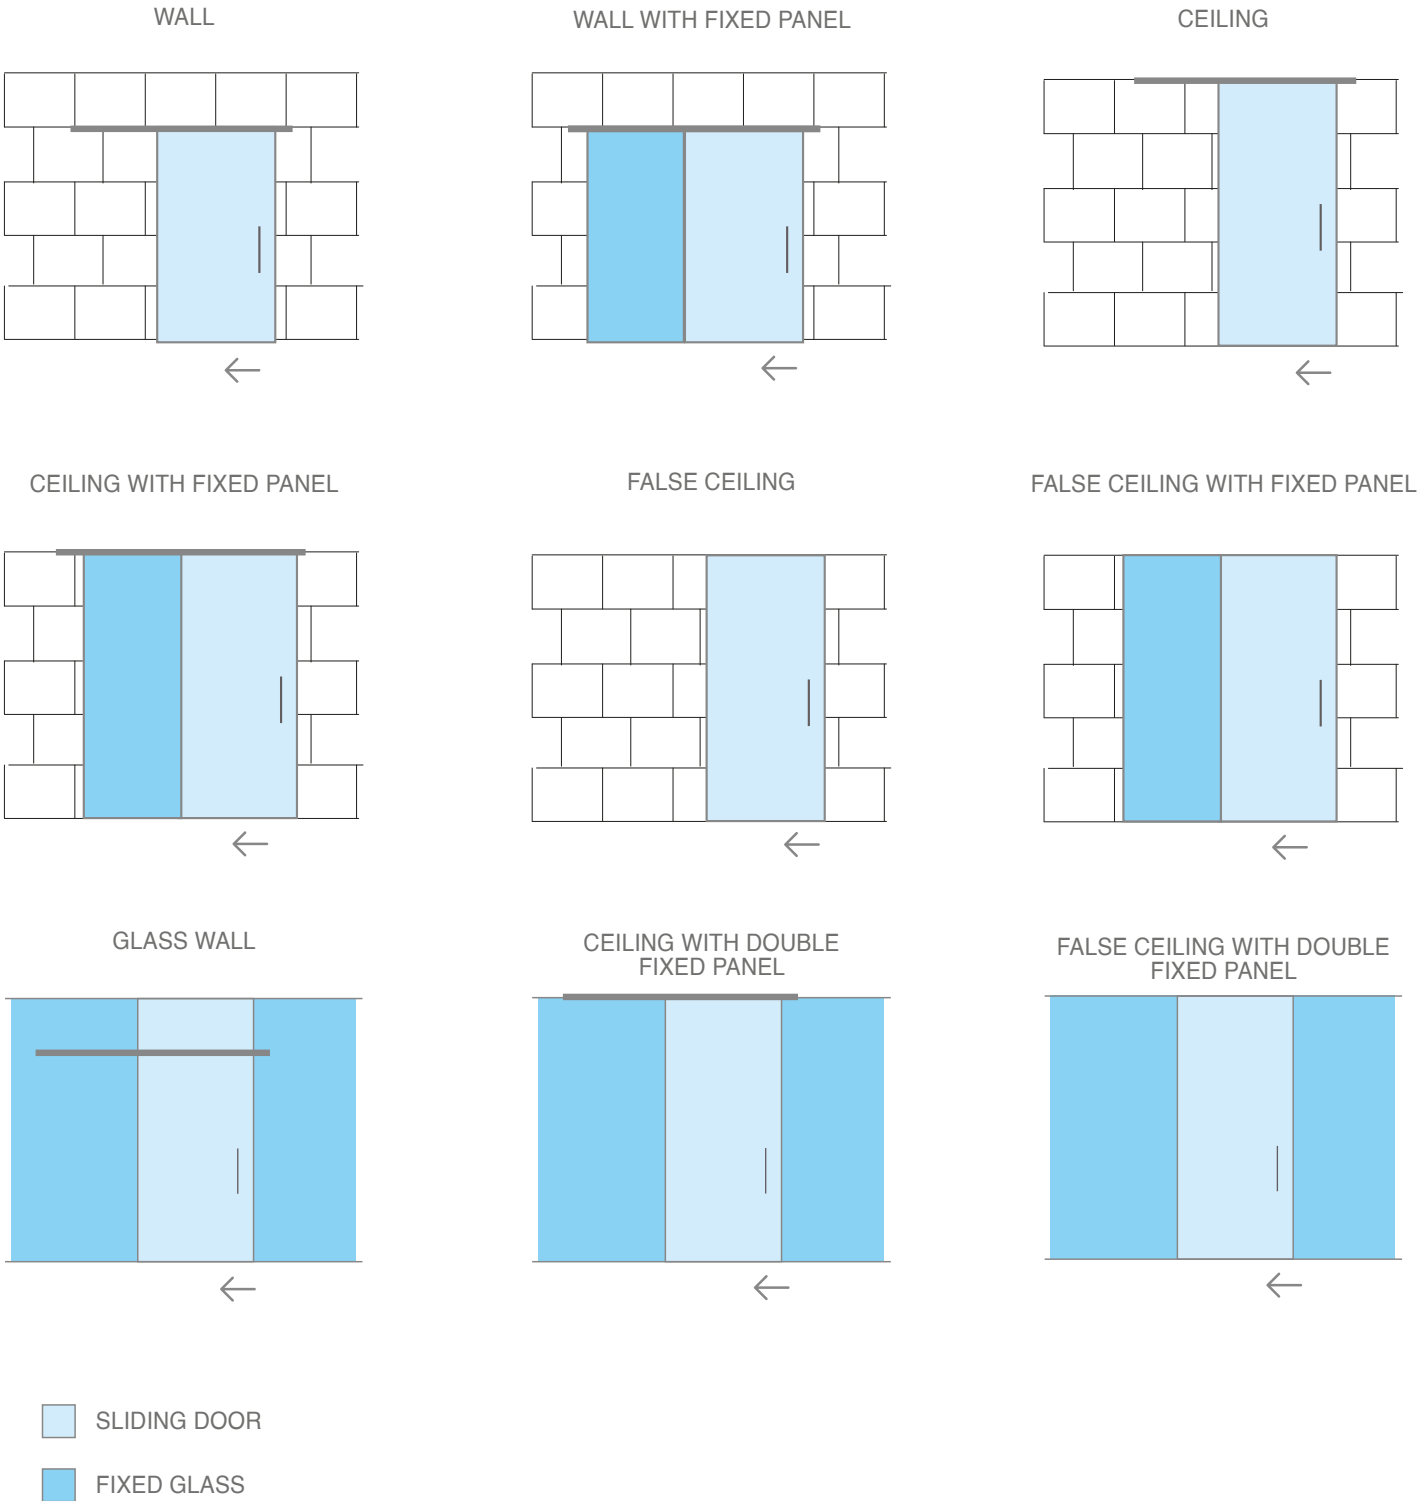 WALL
WALL WITH FIXED PANEL
CEILING
CEILING WITH FIXED PANEL
FALSE CEILING
FALSE CEILING WITH FIXED PANEL
GLASS WALL
CEILING WITH DOUBLE
FIXED PANEL
FALSE CEILING WITH DOUBLE
FIXED PANEL
SLIDING DOOR
FIXED GLASS